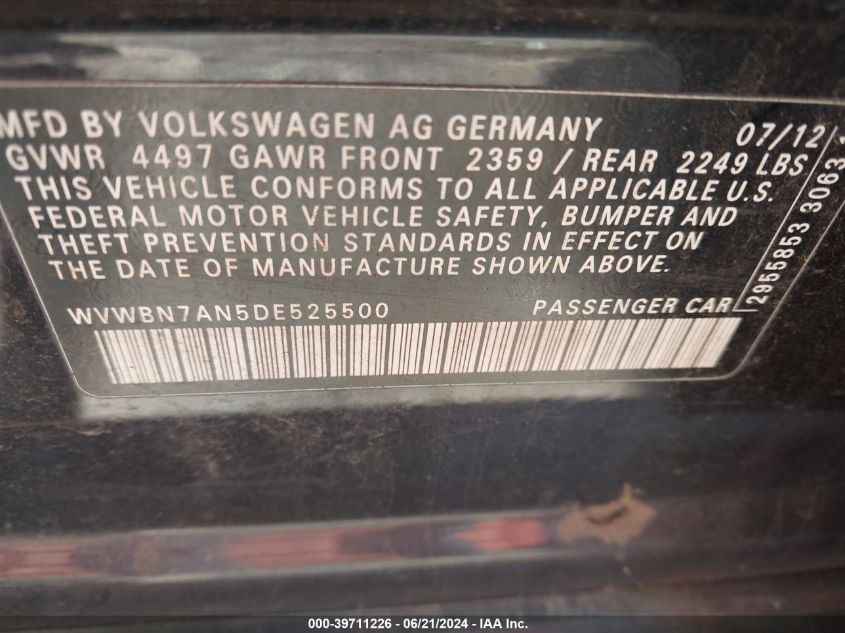 MFD BY VOLKSWAGEN AG GERMANY 07/12
GVWR 4497 GAWR FRONT 2359 / REAR 2249 LBS
THIS VEHICLE CONFORMS TO ALL APPLICABLE U.S.
FEDERAL MOTOR VEHICLE SAFETY, BUMPER AND
THEFT PREVENTION STANDARDS IN EFFECT ON
THE DATE OF MANUFACTURE SHOWN ABOVE.
WVWBN7AN5DE525500 PASSENGER CAR
2955853 3063
000-39711226 - 06/21/2024 - IAA Inc.